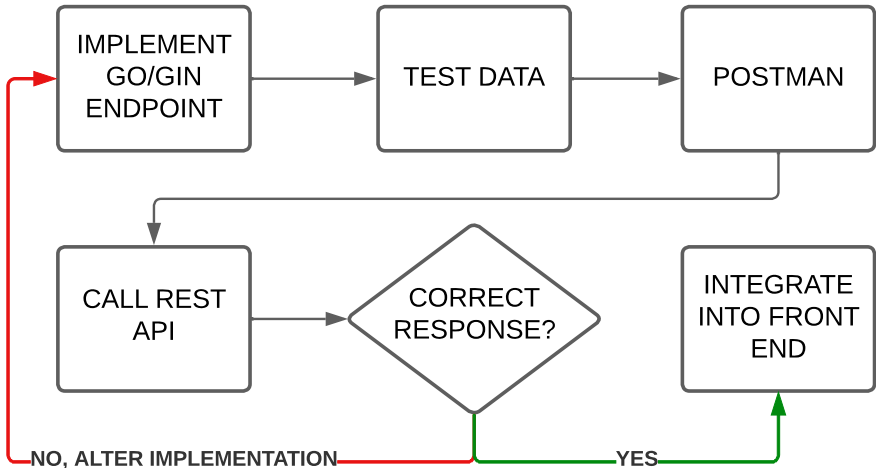 IMPLEMENT
GO/GIN
ENDPOINT
TEST DATA
POSTMAN
CALL REST
API
CORRECT
RESPONSE?
INTEGRATE
INTO FRONT
END
NO, ALTER IMPLEMENTATION
YES